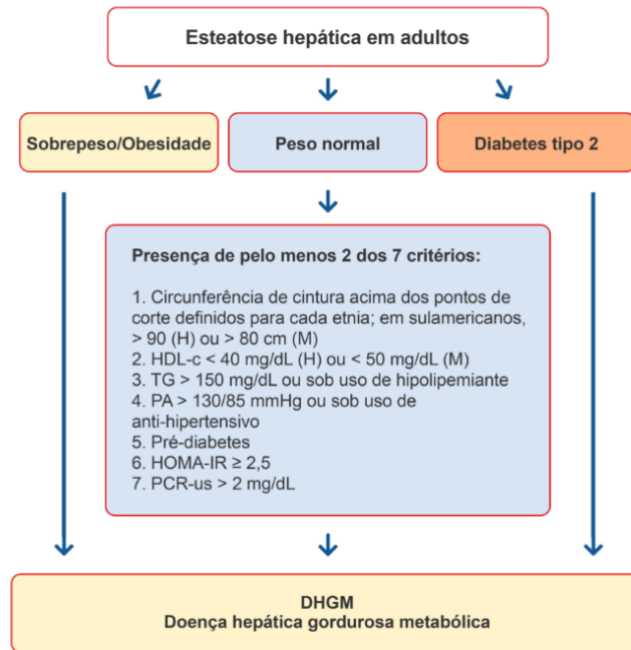 Esteatose hepática em adultos
Sobrepeso/Obesidade
Peso normal
Diabetes tipo 2
Presença de pelo menos 2 dos 7 critérios:
1. Circunferência de cintura acima dos pontos de
corte definidos para cada etnia; em sulamericanos,
> 90 (H) ou > 80 cm (M)
2. HDL-c < 40 mg/dL (H) ou < 50 mg/dL (M)
3. TG > 150 mg/dL ou sob uso de hipolipemiante
4. PA > 130/85 mmHg ou sob uso de
anti-hipertensivo
5. Pré-diabetes
6. HOMA-IR ≥ 2,5
7. PCR-us > 2 mg/dL
DHGM
Doença hepática gordurosa metabólica